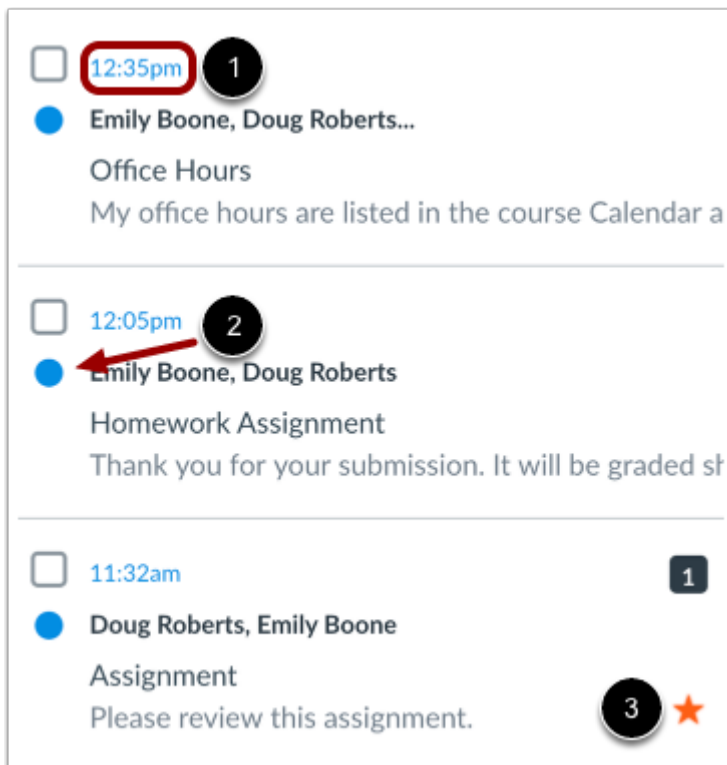 12:35pm 1
Emily Boone, Doug Roberts...
Office Hours
My office hours are listed in the course Calendar a
12:05pm 2
Emily Boone, Doug Roberts
Homework Assignment
Thank you for your submission. It will be graded sh
11:32am 1
Doug Roberts, Emily Boone
Assignment
Please review this assignment. 3